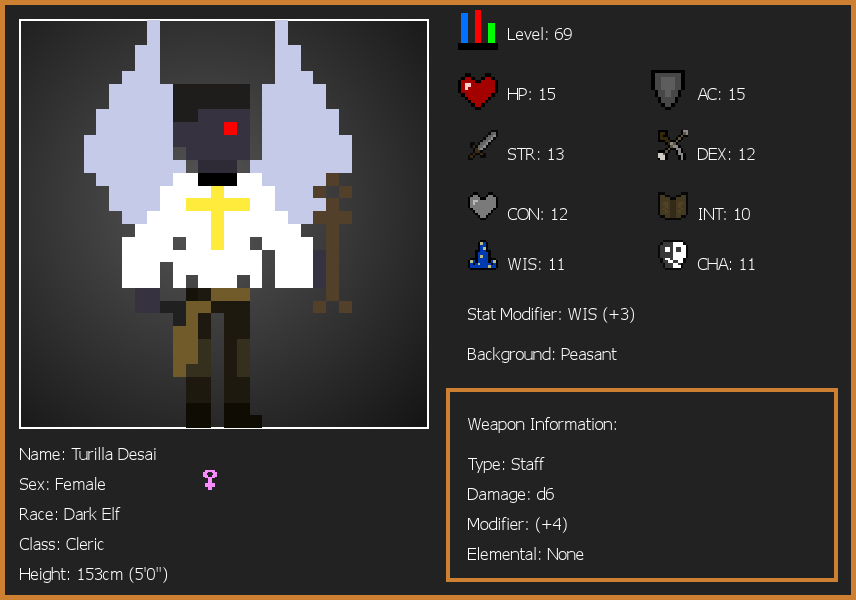 Level: 69
HP: 15
AC: 15
STR: 13
DEX: 12
CON: 12
INT: 10
WIS: 11
CHA: 11
Stat Modifier: WIS (+3)
Background: Peasant
Weapon Information:
Type: Staff
Damage: d6
Modifier: (+4)
Elemental: None
Name: Turilla Desai
Sex: Female
Race: Dark Elf
Class: Cleric
Height: 153cm (5'0")